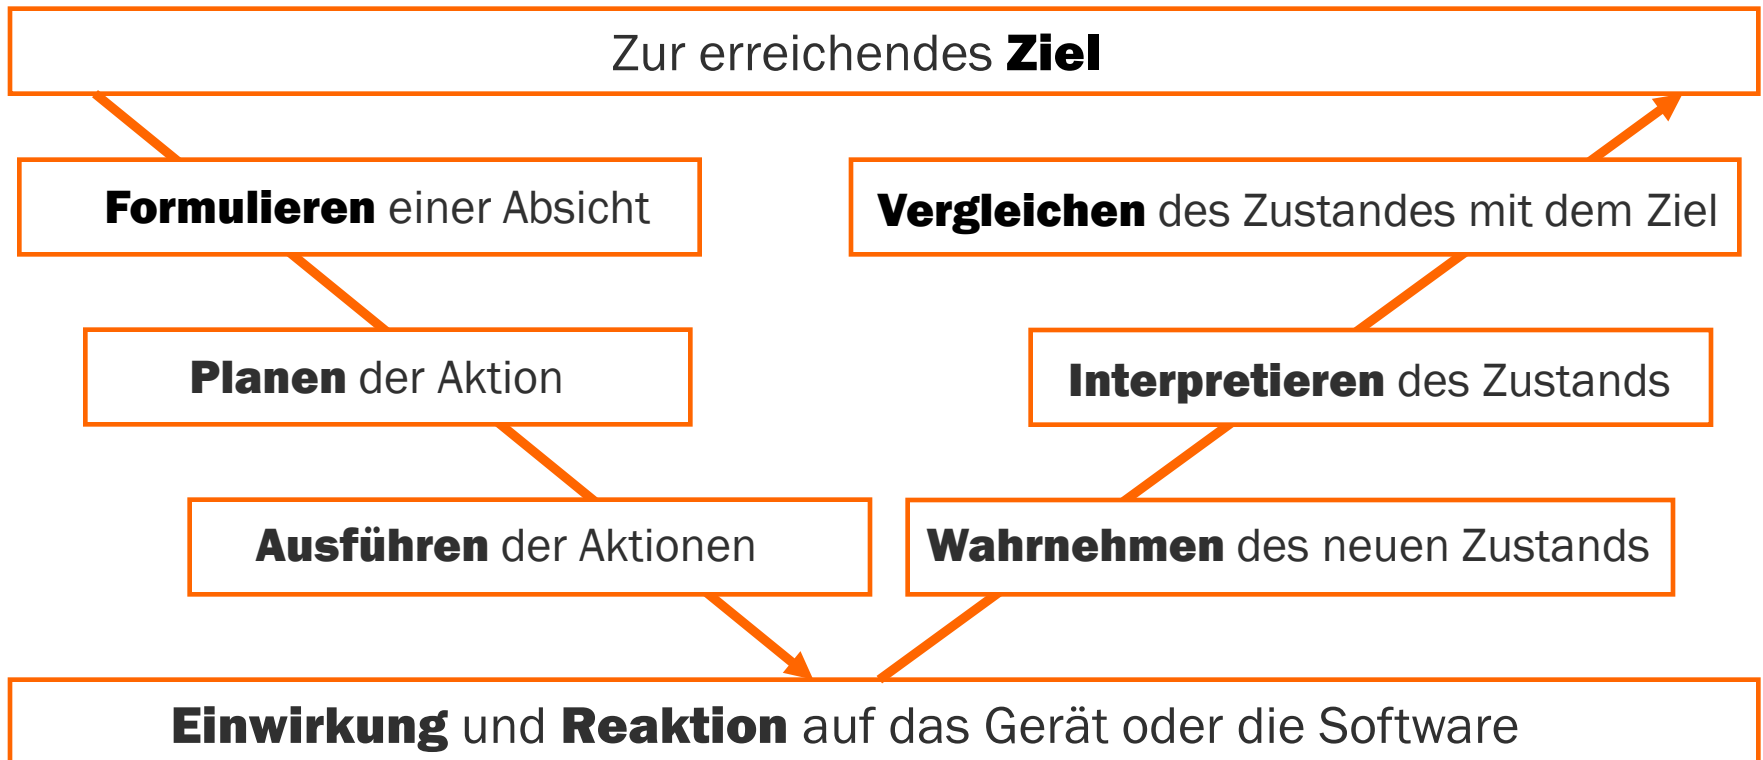 Zur erreichendes Ziel
Formulieren einer Absicht
Vergleichen des Zustandes mit dem Ziel
Planen der Aktion
Interpretieren des Zustands
Ausführen der Aktionen
Wahrnehmen des neuen Zustands
Einwirkung und Reaktion auf das Gerät oder die Software